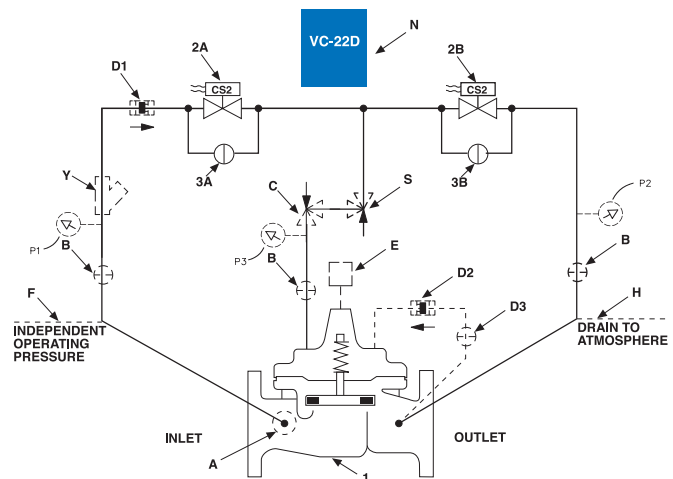 VC-22D
N
2A
2B
D1
CS2
CS2
Y
3A
3B
C
S
P1
P2
P3
B
B
B
E
F
D2
H
D3
INDEPENDENT
OPERATING
PRESSURE
DRAIN TO
ATMOSPHERE
INLET
OUTLET
A
1